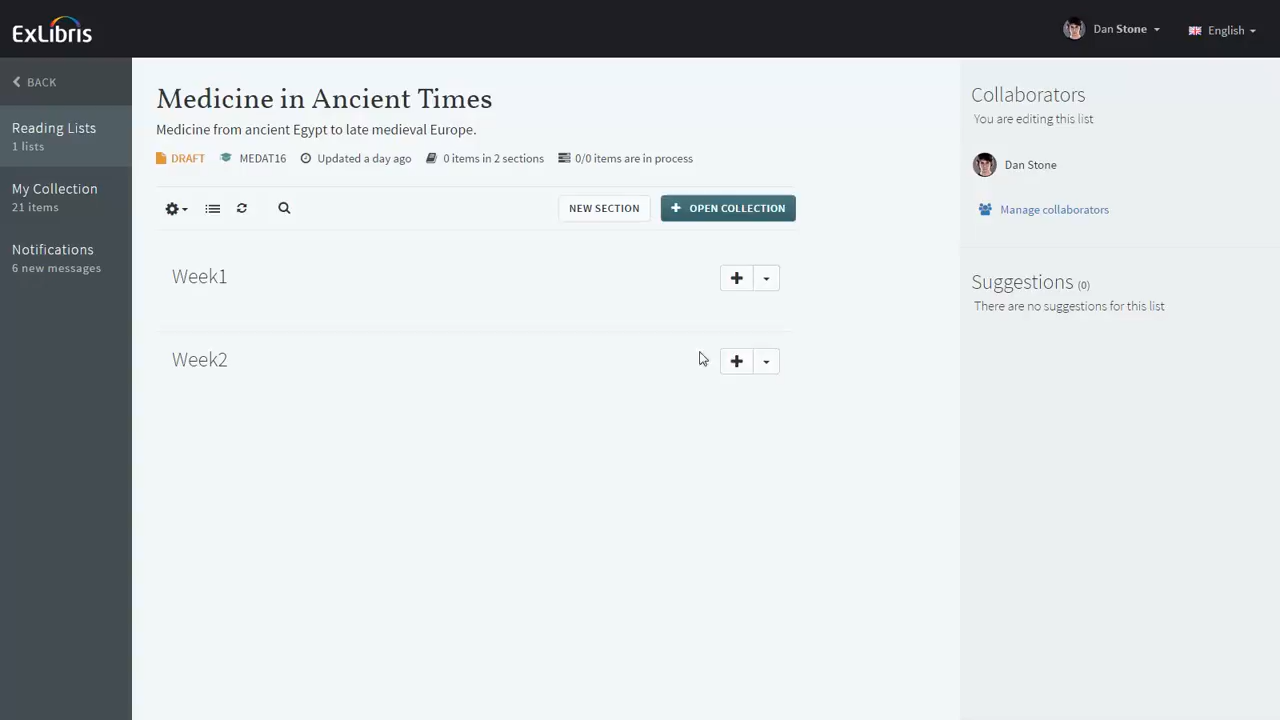 ExLibris
Dan Stone
English
BACK
Reading Lists
1 lists
My Collection
21 items
Notifications
6 new messages
Medicine in Ancient Times
Medicine from ancient Egypt to late medieval Europe.
DRAFT MEDAT16 Updated a day ago 0 items in 2 sections 0/0 items are in process
NEW SECTION
OPEN COLLECTION
Week1
Week2
Collaborators
You are editing this list
Dan Stone
Manage collaborators
Suggestions (0)
There are no suggestions for this list